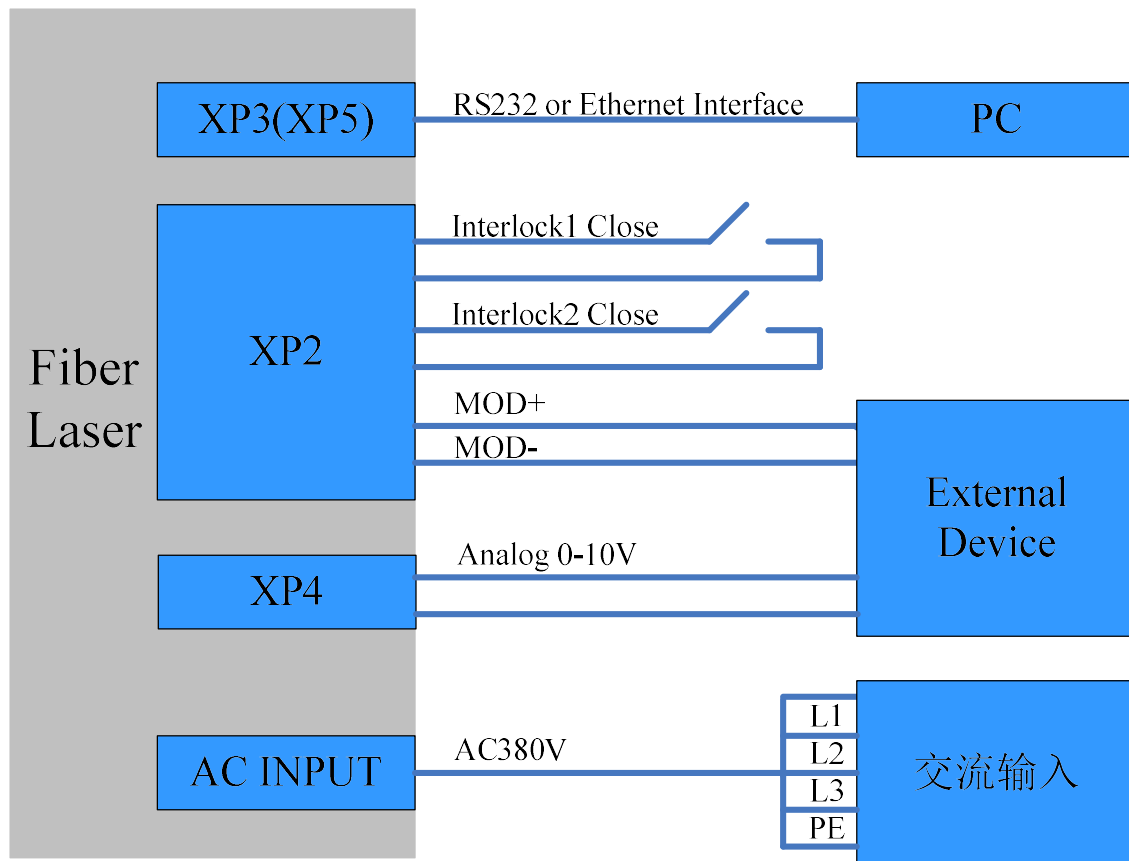 XP3(XP5)
RS232 or Ethernet Interface
PC
Interlock1 Close
XP2
Interlock2 Close
Fiber
Laser
MOD+
MOD-
External
Device
XP4
Analog 0-10V
AC INPUT
AC380V
L1
L2
L3
PE
交流输入